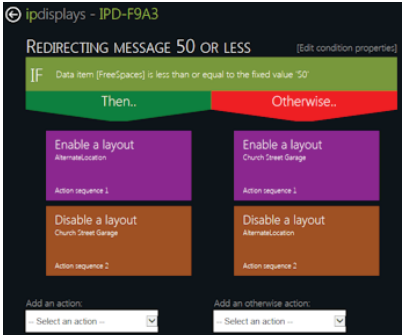 ipdisplays - IPD-F9A3
REDIRECTING MESSAGE 50 OR LESS
[Edit condition properties]
IF Data item [FreeSpaces] is less than or equal to the fixed value '50'
Then..
Otherwise..
Enable a layout
AlternateLocation
Action sequence 1
Enable a layout
Church Street Garage
Action sequence 1
Disable a layout
Church Street Garage
Action sequence 2
Disable a layout
AlternateLocation
Action sequence 2
Add an action:
-- Select an action --
Add an otherwise action:
-- Select an action --